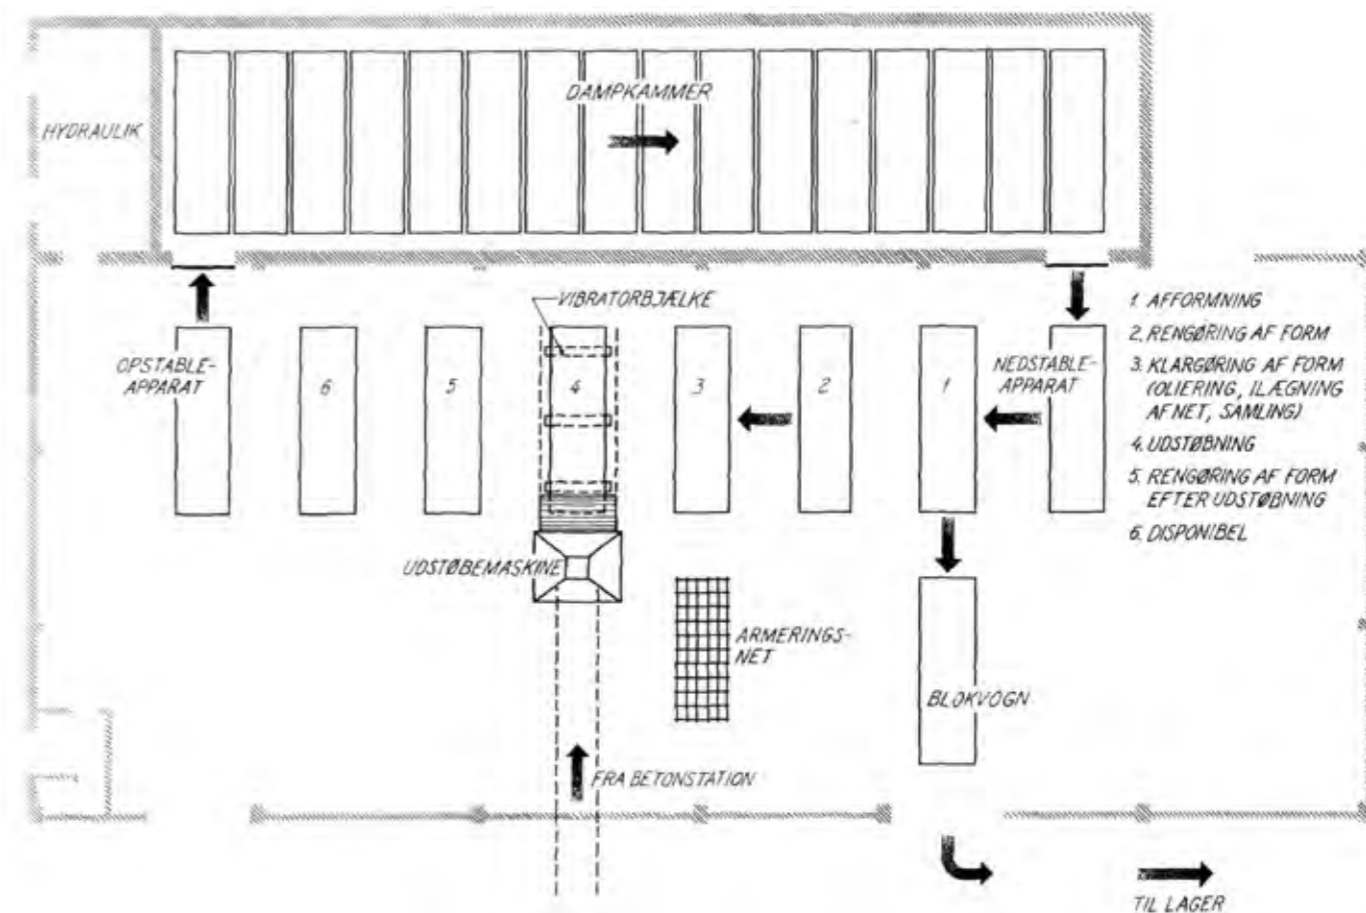 DAMPKAMMER
HYDRAULIK
VIBRATORBJÆLKE
OPSTABLE-
APPARAT
6
5
4
3
2
1
NEDSTABLE-
APPARAT
1 AFFORMNING
2. RENGØRING AF FORM
3. KLARGØRING AF FORM
(OLIERING, ILÆGNING
AF NET, SAMLING)
4. UDSTØBNING
5. RENGØRING AF FORM
EFTER UDSTØBNING
6. DISPONIBEL
UDSTØBEMASKINE
ARMERINGS-
NET
BLOKVOGN
FRA BETONSTATION
TIL LAGER